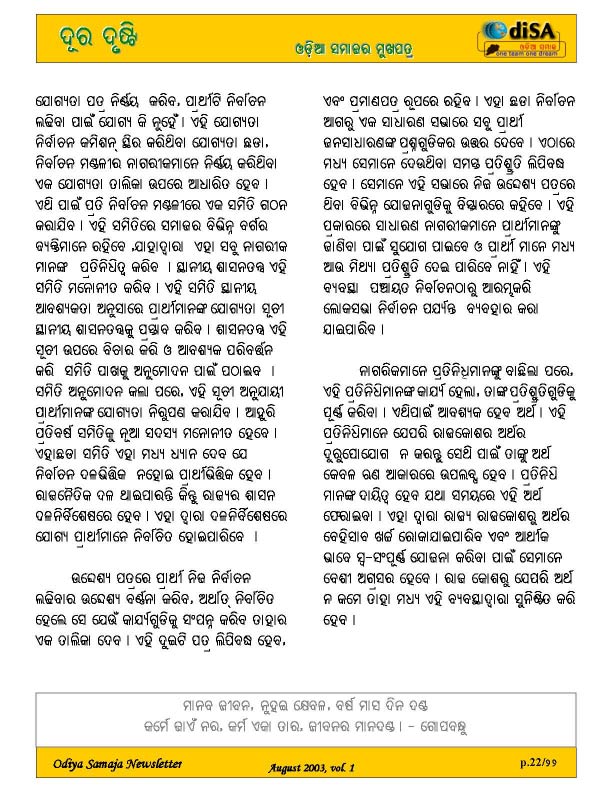 ଦୂର ଦୃଷ୍ଟି
ଓଡ଼ିଆ ସମାଜର ମୁଖପତ୍ର
odiSA
ଓଡ଼ିଆ ସମାଜ
one team one dream
ଯୋଗ୍ୟତା ପତ୍ର ନିର୍ଣ୍ଣୟ କରିବ, ପ୍ରାର୍ଥୀଟି ନିର୍ବାଚନ
ଲଢିବା ପାଇଁ ଯୋଗ୍ୟ କି ନୁହେଁ । ଏହି ଯୋଗ୍ୟତା
ନିର୍ବାଚନ କମିଶନ୍ ସ୍ଥିର କରିଥିବା ଯୋଗ୍ୟତା ଛଡା,
ନିର୍ବାଚନ ମଣ୍ଡଳୀର ନାଗରୀକମାନେ ନିର୍ଣ୍ଣୟ କରିଥିବା
ଏକ ଯୋଗ୍ୟତା ତାଲିକା ଉପରେ ଆଧାରିତ ହେବ ।
ଏଥି ପାଇଁ ପ୍ରତି ନିର୍ବାଚନ ମଣ୍ଡଳୀରେ ଏକ ସମିତି ଗଠନ
କରାଯିବ । ଏହି ସମିତିରେ ସମାଜର ବିଭିନ୍ନ ବର୍ଗର
ବ୍ୟକ୍ତିମାନେ ରହିବେ ,ଯାହାଦ୍ୱାରା ଏହା ସବୁ ନାଗରୀକ
ମାନଙ୍କ ପ୍ରତିନିଧିତ୍ୱ କରିବ । ସ୍ଥାନୀୟ ଶାସନତନ୍ତ୍ର ଏହି
ସମିତି ମନୋନୀତ କରିବ । ଏହି ସମିତି ସ୍ଥାନୀୟ
ଆବଶ୍ୟକତା ଅନୁସାରେ ପ୍ରାର୍ଥୀମାନଙ୍କ ଯୋଗ୍ୟତା ସୂଚୀ
ସ୍ଥାନୀୟ ଶାସନତନ୍ତ୍ରକୁ ପ୍ରସ୍ତାବ କରିବ । ଶାସନତନ୍ତ୍ର ଏହି
ସୂଚୀ ଉପରେ ବିଚାର କରି ଓ ଆବଶ୍ୟକ ପରିବର୍ତ୍ତନ
କରି ସମିତି ପାଖକୁ ଅନୁମୋଦନ ପାଇଁ ପଠାଇବ ।
ସମିତି ଅନୁମୋଦନ କଲା ପରେ, ଏହି ସୂଚୀ ଅନୁଯାୟୀ
ପ୍ରାର୍ଥୀମାନଙ୍କ ଯୋଗ୍ୟତା ନିରୁପଣ କରାଯିବ । ଆହୁରି
ପ୍ରତିବର୍ଷ ସମିତିକୁ ନୂଆ ସଦସ୍ୟ ମନୋନୀତ ହେବେ ।
ଏହାଛଡା ସମିତି ଏହା ମଧ୍ୟ ଧ୍ୟାନ ଦେବ ଯେ
ନିର୍ବାଚନ ଦଳଭିତ୍ତିକ ନହୋଇ ପ୍ରାର୍ଥୀଭିତ୍ତିକ ହେବ ।
ରାଜନୈତିକ ଦଳ ଥାଇପାରନ୍ତି କିନ୍ତୁ ରାଜ୍ୟର ଶାସନ
ଦଳନିର୍ବିଶେଷରେ ହେବ । ଏହା ଦ୍ୱାରା ଦଳନିର୍ବିଶେଷରେ
ଯୋଗ୍ୟ ପ୍ରାର୍ଥୀମାନେ ନିର୍ବାଚିତ ହୋଇପାରିବେ ।
ଉଦ୍ଦେଶ୍ୟ ପତ୍ରରେ ପ୍ରାର୍ଥୀ ନିଜ ନିର୍ବାଚନ
ଲଢିବାର ଉଦ୍ଦେଶ୍ୟ ବର୍ଣ୍ଣନା କରିବ, ଅର୍ଥାତ୍ ନିର୍ବାଚିତ
ହେଲେ ସେ ଯେଉଁ କାର୍ଯ୍ୟଗୁଡିକୁ ସଂପନ୍ନ କରିବ ତାହାର
ଏକ ତାଲିକା ଦେବ । ଏହି ଦୁଇଟି ପତ୍ର ଲିପିବଦ୍ଧ ହେବ,
ଏବଂ ପ୍ରମାଣପତ୍ର ରୂପରେ ରହିବ । ଏହା ଛଡା ନିର୍ବାଚନ
ଆଗରୁ ଏକ ସାଧାରଣ ସଭାରେ ସବୁ ପ୍ରାର୍ଥୀ
ଜନସାଧାରଣଙ୍କ ପ୍ରଶ୍ନଗୁଡିକର ଉତ୍ତର ଦେବେ । ଏଠାରେ
ମଧ୍ୟ ସେମାନେ ଦେଉଥିବା ସମସ୍ତ ପ୍ରତିଶ୍ରୁତି ଲିପିବଦ୍ଧ
ହେବ । ସେମାନେ ଏହି ସଭାରେ ନିଜ ଉଦ୍ଦେଶ୍ୟ ପତ୍ରରେ
ଥିବା ବିଭିନ୍ନ ଯୋଜନାଗୁଡିକୁ ବିସ୍ତାରରେ କହିବେ । ଏହି
ପ୍ରକାରରେ ସାଧାରଣ ନାଗରୀକମାନେ ପ୍ରାର୍ଥୀମାନଙ୍କୁ
ଜାଣିବା ପାଇଁ ସୁଯୋଗ ପାଇବେ ଓ ପ୍ରାର୍ଥୀ ମାନେ ମଧ୍ୟ
ଆଉ ମିଥ୍ୟା ପ୍ରତିଶ୍ରୁତି ଦେଇ ପାରିବେ ନାହିଁ । ଏହି
ବ୍ୟବସ୍ଥା ପଞ୍ଚାୟତ ନିର୍ବାଚନଠାରୁ ଆରମ୍ଭକରି
ଲୋକସଭା ନିର୍ବାଚନ ପର୍ଯ୍ୟନ୍ତ ବ୍ୟବହାର କରା
ଯାଇପାରିବ ।
ନାଗରିକମାନେ ପ୍ରତିନିଧିମାନଙ୍କୁ ବାଛିଲା ପରେ,
ଏହି ପ୍ରତିନିଧିମାନଙ୍କ କାର୍ଯ୍ୟ ହେଲା, ତାଙ୍କ ପ୍ରତିଶ୍ରୁତିଗୁଡିକୁ
ପୂର୍ଣ୍ଣ କରିବା । ଏଥିପାଇଁ ଆବଶ୍ୟକ ହେବ ଅର୍ଥ । ଏହି
ପ୍ରତିନିଧିମାନେ ଯେପରି ରାଜକୋଶର ଅର୍ଥର
ଦୁରୁପୋଯୋଗ ନ କରନ୍ତୁ ସେଥି ପାଇଁ ତାଙ୍କୁ ଅର୍ଥ
କେବଳ ଋଣ ଆକାରରେ ଉପଲବ୍ଧ ହେବ । ପ୍ରତିନିଧି
ମାନଙ୍କ ଦାୟିତ୍ୱ ହେବ ଯଥା ସମୟରେ ଏହି ଅର୍ଥ
ଫେରାଇବା । ଏହା ଦ୍ୱାରା ରାଜ୍ୟ ରାଜକୋଶରୁ ଅର୍ଥର
ବେହିସାବ ଖର୍ଚ୍ଚ ରୋକାଯାଇପାରିବ ଏବଂ ଆର୍ଥୀକ
ଭାବେ ସ୍ୱ-ସଂପୂର୍ଣ୍ଣ ଯୋଜନା କରିବା ପାଇଁ ସେମାନେ
ବେଶୀ ଅଗ୍ରସର ହେବେ । ରାଜ କୋଶରୁ ଯେପରି ଅର୍ଥ
ନ କମେ ତାହା ମଧ୍ୟ ଏହି ବ୍ୟବସ୍ଥାଦ୍ୱାରା ସୁନିଶ୍ଚିତ କରି
ହେବ ।
ମାନବ ଜୀବନ, ନୁହଇ କ୍ଷେବଳ, ବର୍ଷ ମାସ ଦିନ ଦଣ୍ଡ
କର୍ମେ ଜୀଏଁ ନର, କର୍ମ ଏକା ତାର, ଜୀବନର ମାନଦଣ୍ଡ । - ଗୋପବନ୍ଧୁ
Odiya Samaja Newsletter
August 2003, vol. 1
p.22/99